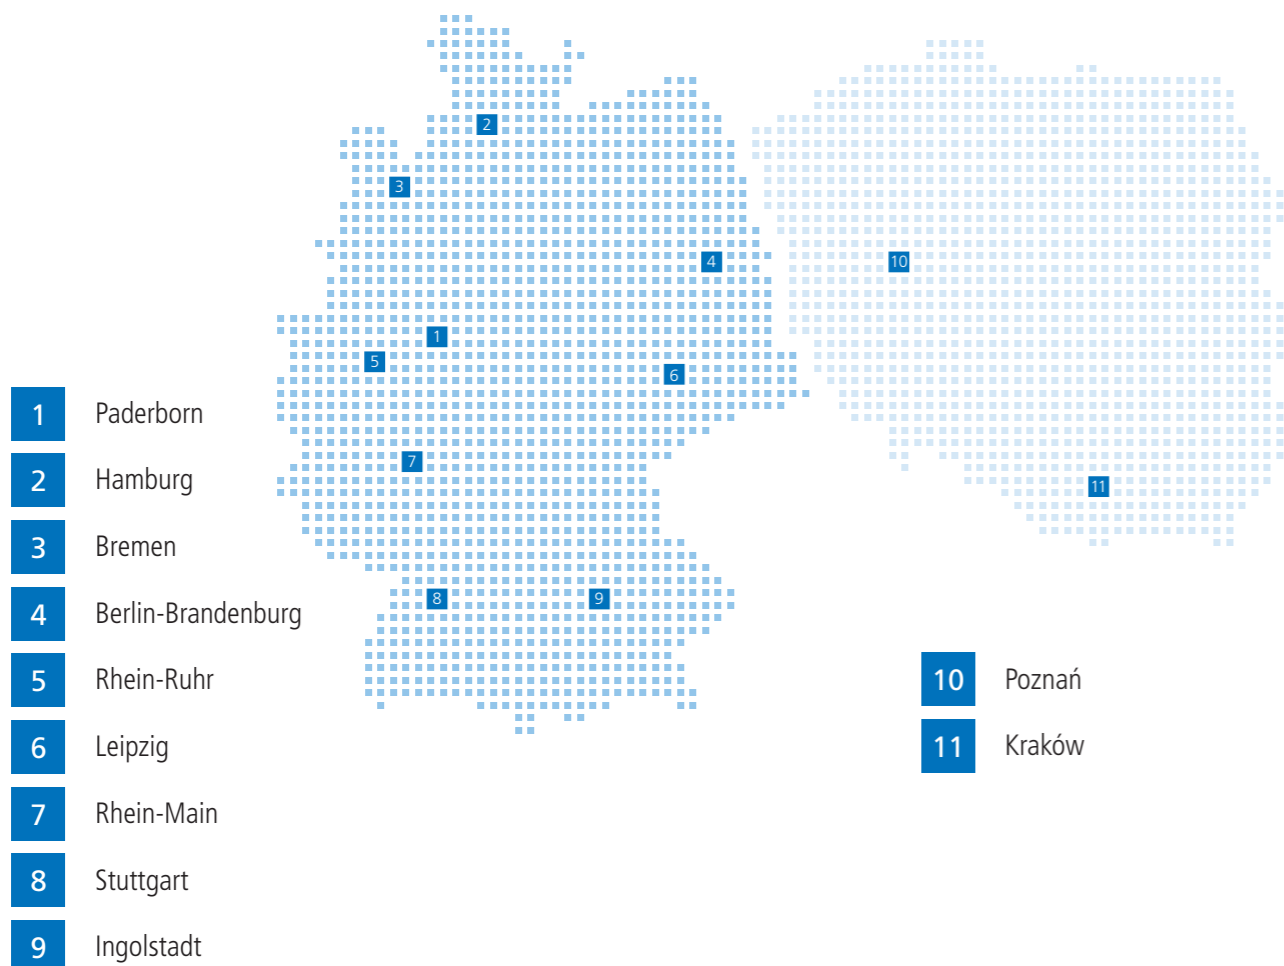 2
3
4
10
1
5
6
7
11
8
9
1 Paderborn
2 Hamburg
3 Bremen
4 Berlin-Brandenburg
5 Rhein-Ruhr
6 Leipzig
7 Rhein-Main
8 Stuttgart
9 Ingolstadt
10 Poznań
11 Kraków